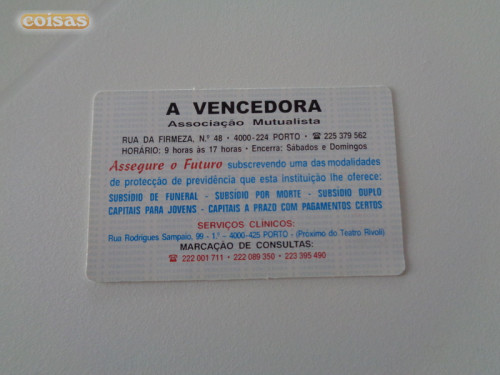 coisas
A VENCEDORA
Associação Mutualista
RUA DA FIRMEZA, N.º 48 • 4000-224 PORTO • ☎ 225 379 562
HORÁRIO: 9 horas às 17 horas • Encerra: Sábados e Domingos
Assegure o Futuro subscrevendo uma das modalidades
de protecção de previdência que esta instituição lhe oferece:
SUBSÍDIO DE FUNERAL - SUBSÍDIO POR MORTE - SUBSÍDIO DUPLO
CAPITAIS PARA JOVENS - CAPITAIS A PRAZO COM PAGAMENTOS CERTOS
SERVIÇOS CLÍNICOS:
Rua Rodrigues Sampaio, 99 - 1.º - 4000-425 PORTO - (Próximo do Teatro Rivoli)
MARCAÇÃO DE CONSULTAS:
☎ 222 001 711 • 222 089 350 • 223 395 490